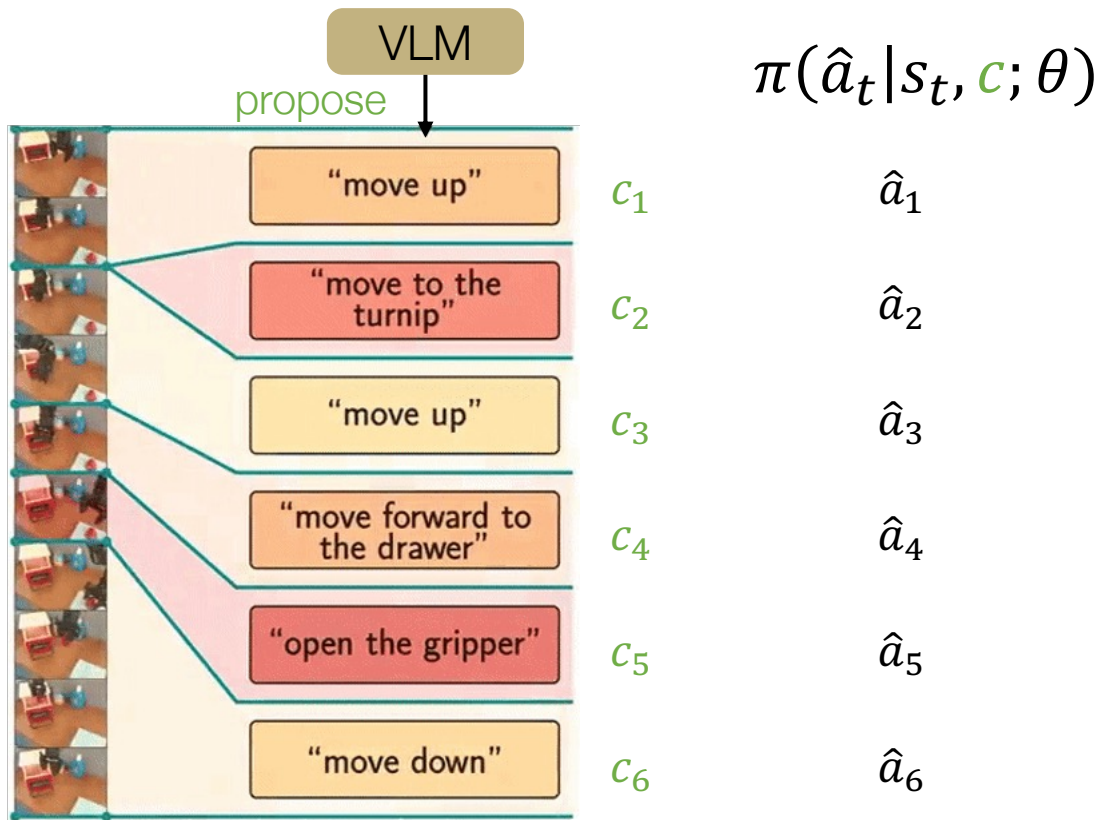 VLM
propose
π(â_t|s_t, c; θ)
“move up”
c₁
â₁
“move to the
turnip”
c₂
â₂
“move up”
c₃
â₃
“move forward to
the drawer”
c₄
â₄
“open the gripper”
c₅
â₅
“move down”
c₆
â₆